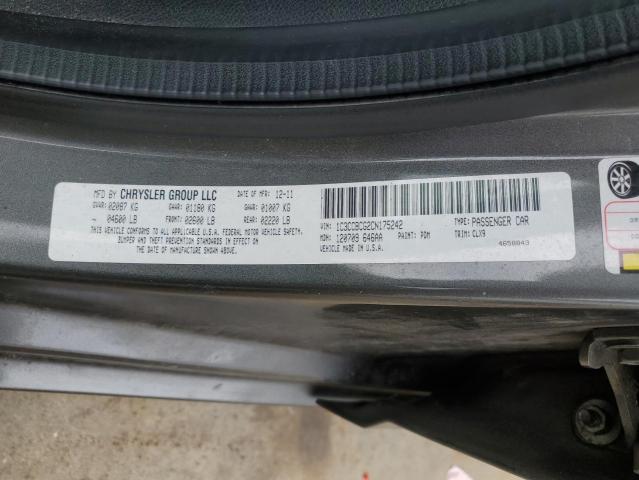 MFD BY CHRYSLER GROUP LLC DATE OF MFR: 12-11
GVWR: 02087 KG GAWR: 01180 KG GAWR: 01007 KG
- 04600 LB FRONT: 02600 LB REAR: 02220 LB
THIS VEHICLE CONFORMS TO ALL APPLICABLE U.S.A. FEDERAL MOTOR VEHICLE SAFETY,
BUMPER AND THEFT PREVENTION STANDARDS IN EFFECT ON
THE DATE OF MANUFACTURE SHOWN ABOVE.
VIN: 1C3CCBCG2CN175242 TYPE: PASSENGER CAR
MDH: 120709 646AA PAINT: PDM TRIM: CLX9
VEHICLE MADE IN U.S.A. 4658043